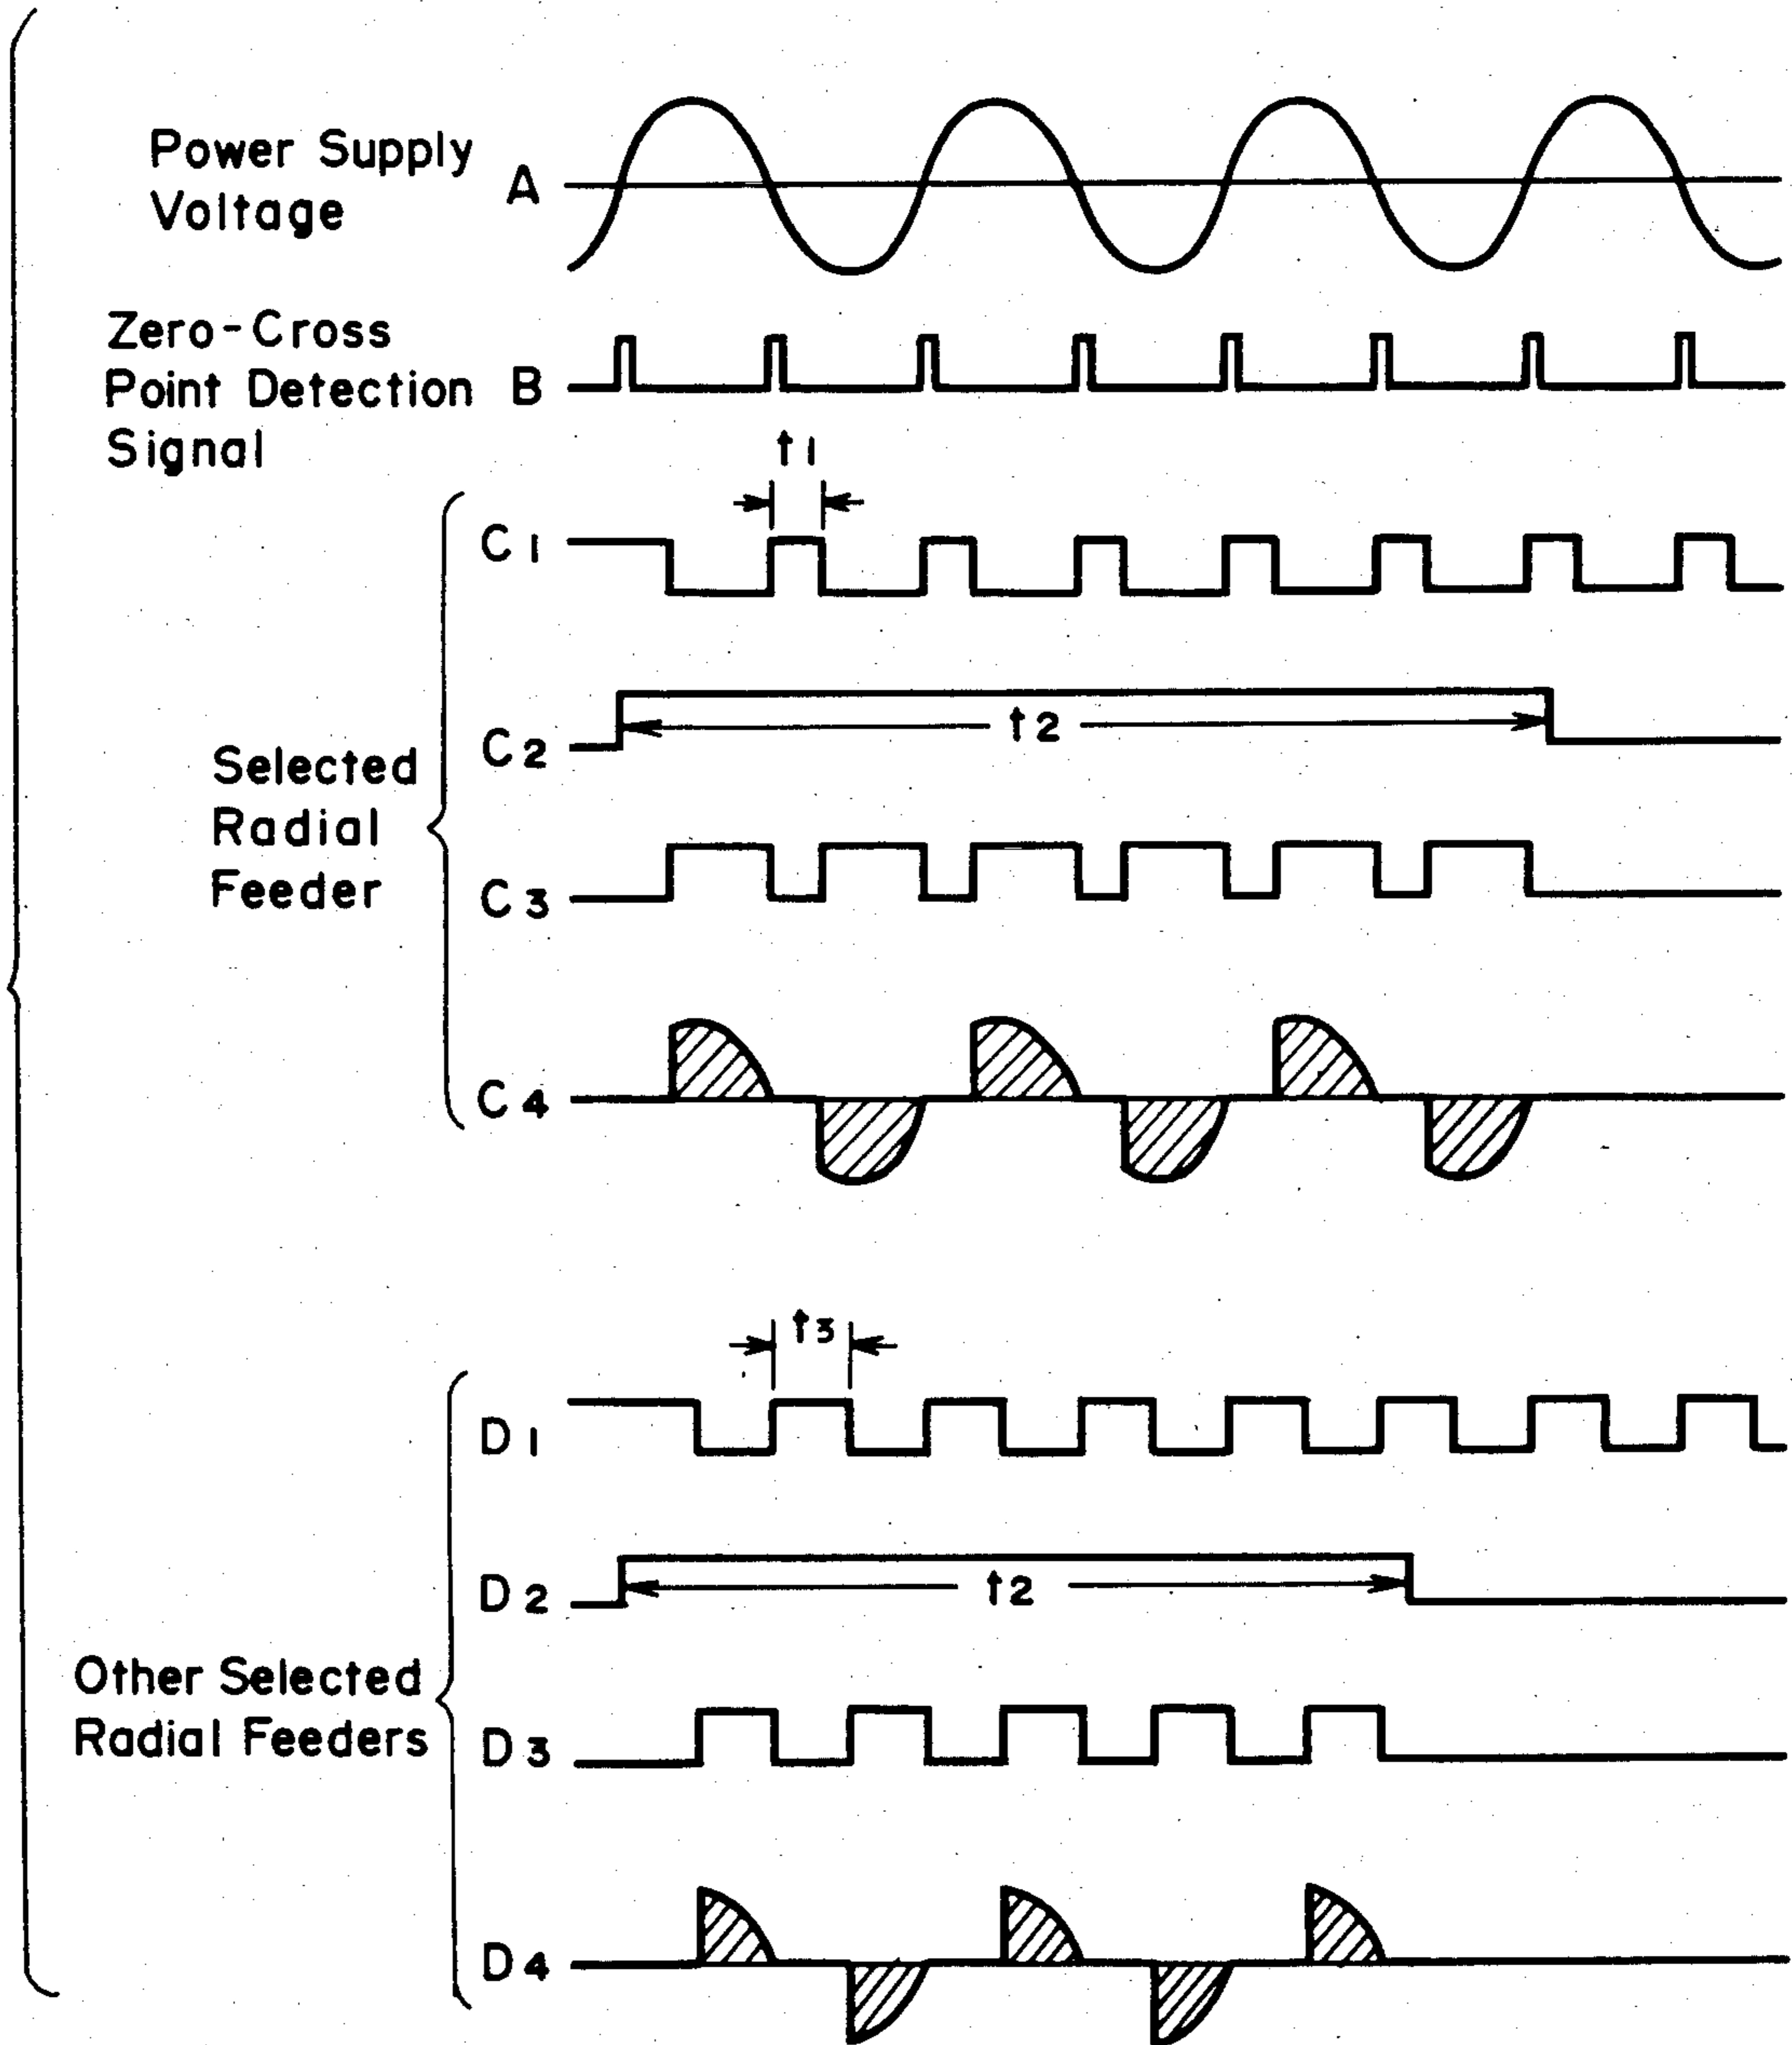 Power Supply
Voltage
A
Zero-Cross
Point Detection
Signal
B
t1
C1
t2
C2
Selected
Radial
Feeder
C3
C4
t3
D1
D2
t2
Other Selected
Radial Feeders
D3
D4